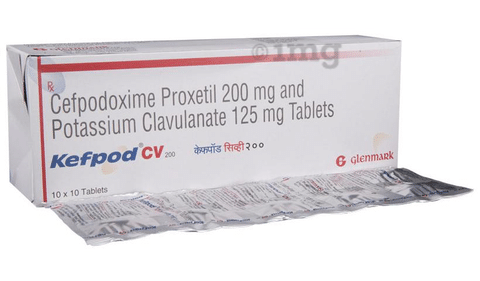 1mg
Rx
Cefpodoxime Proxetil 200 mg and
Potassium Clavulanate 125 mg Tablets
Kefpod® CV 200
केफपॉड सिव्ही २००
G Glenmark
10 x 10 Tablets